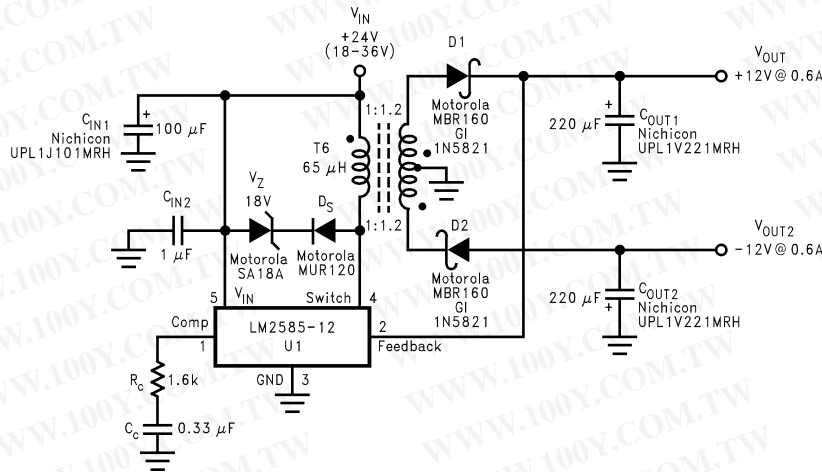 V_IN
+24V
(18-36V)
D1
V_OUT
+12V@0.6A
1:1.2
Motorola
MBR160
GI
1N5821
C_IN1
Nichicon
UPL1J101MRH
+
100 μF
T6
65 μH
+
220 μF
C_OUT1
Nichicon
UPL1V221MRH
C_IN2
1 μF
V_Z
18V
D_S
1:1.2
D2
V_OUT2
-12V@0.6A
Motorola
SA18A
Motorola
MUR120
Motorola
MBR160
GI
1N5821
220 μF
+
C_OUT2
Nichicon
UPL1V221MRH
5
V_IN
Switch
4
Comp
1
LM2585-12
U1
2
Feedback
GND
3
R_c
1.6k
C_c
0.33 μF
WWW.100Y.COM.TW